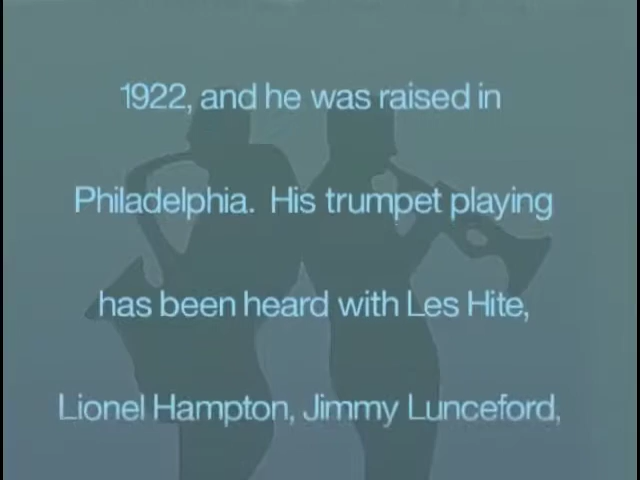 1922, and he was raised in
Philadelphia. His trumpet playing
has been heard with Les Hite,
Lionel Hampton, Jimmy Lunceford,